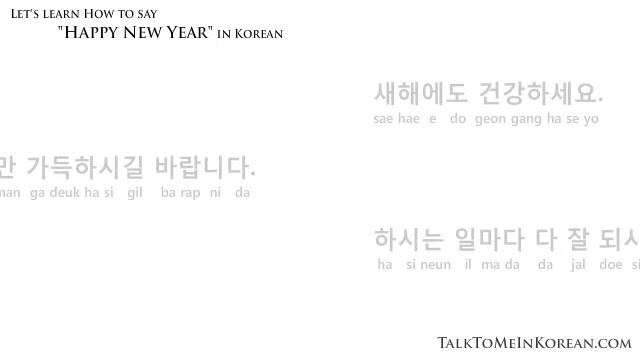 Let's learn How to say
"Happy New Year" in Korean
새해에도 건강하세요.
sae hae e do geon gang ha se yo
만 가득하시길 바랍니다.
man ga deuk ha si gil ba rap ni da
하시는 일마다 다 잘 되시
ha si neun il ma da da jal doe si
TalkToMeInKorean.com